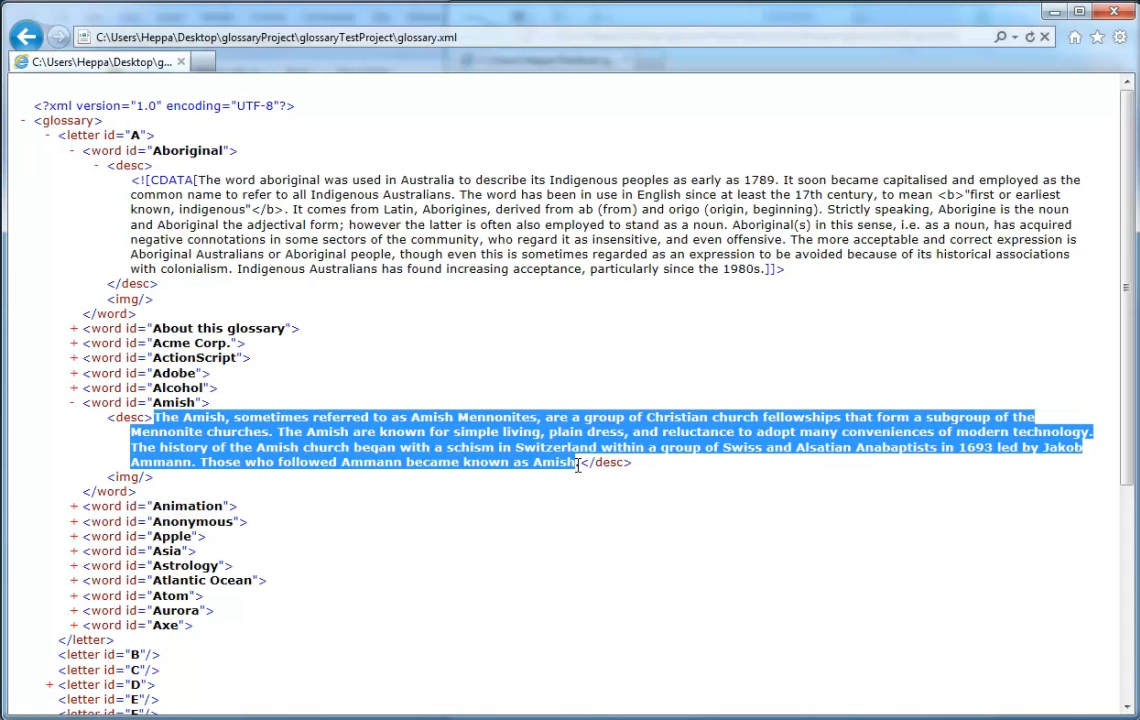 C:\Users\Heppa\Desktop\glossaryProject\glossaryTestProject\glossary.xml
C:\Users\Heppa\Desktop\g...
<?xml version="1.0" encoding="UTF-8"?>
- <glossary>
- <letter id="A">
- <word id="Aboriginal">
- <desc>
<![CDATA[The word aboriginal was used in Australia to describe its Indigenous peoples as early as 1789. It soon became capitalised and employed as the
common name to refer to all Indigenous Australians. The word has been in use in English since at least the 17th century, to mean <b>"first or earliest
known, indigenous"</b>. It comes from Latin, Aborigines, derived from ab (from) and origo (origin, beginning). Strictly speaking, Aborigine is the noun
and Aboriginal the adjectival form; however the latter is often also employed to stand as a noun. Aboriginal(s) in this sense, i.e. as a noun, has acquired
negative connotations in some sectors of the community, who regard it as insensitive, and even offensive. The more acceptable and correct expression is
Aboriginal Australians or Aboriginal people, though even this is sometimes regarded as an expression to be avoided because of its historical associations
with colonialism. Indigenous Australians has found increasing acceptance, particularly since the 1980s.]]>
</desc>
<img/>
</word>
+ <word id="About this glossary">
+ <word id="Acme Corp.">
+ <word id="ActionScript">
+ <word id="Adobe">
+ <word id="Alcohol">
- <word id="Amish">
<desc>The Amish, sometimes referred to as Amish Mennonites, are a group of Christian church fellowships that form a subgroup of the
Mennonite churches. The Amish are known for simple living, plain dress, and reluctance to adopt many conveniences of modern technology.
The history of the Amish church began with a schism in Switzerland within a group of Swiss and Alsatian Anabaptists in 1693 led by Jakob
Ammann. Those who followed Ammann became known as Amish.</desc>
<img/>
</word>
+ <word id="Animation">
+ <word id="Anonymous">
+ <word id="Apple">
+ <word id="Asia">
+ <word id="Astrology">
+ <word id="Atlantic Ocean">
+ <word id="Atom">
+ <word id="Aurora">
+ <word id="Axe">
</letter>
<letter id="B"/>
<letter id="C"/>
+ <letter id="D">
<letter id="E"/>